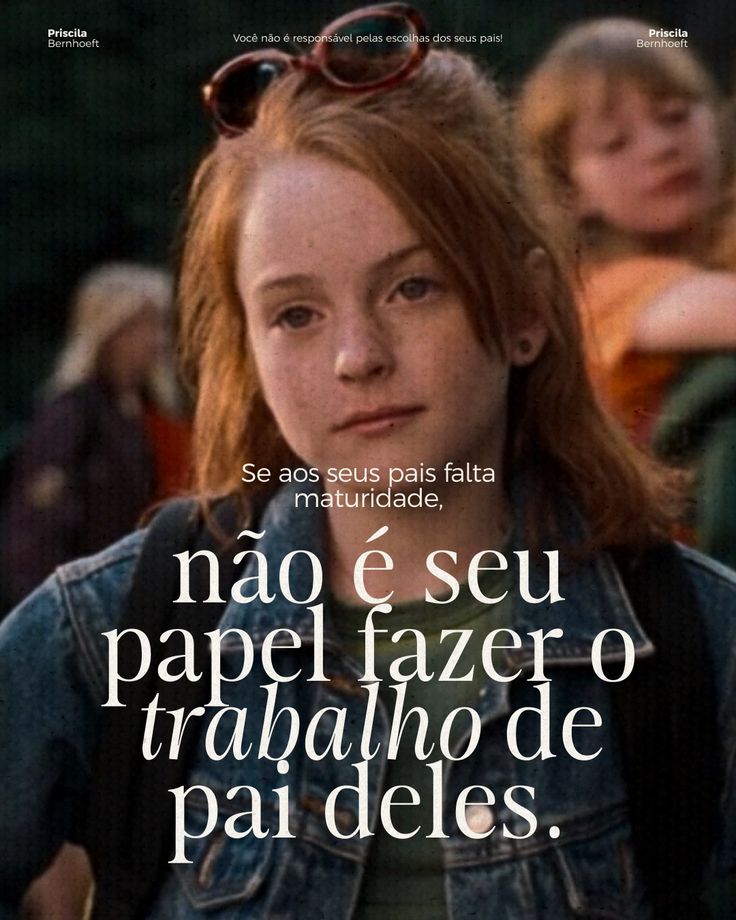 Priscila
Bernhoeft
Você não é responsável pelas escolhas dos seus pais!
Priscila
Bernhoeft
Se aos seus pais falta
maturidade,
não é seu
papel fazer o
trabalho de
pai deles.